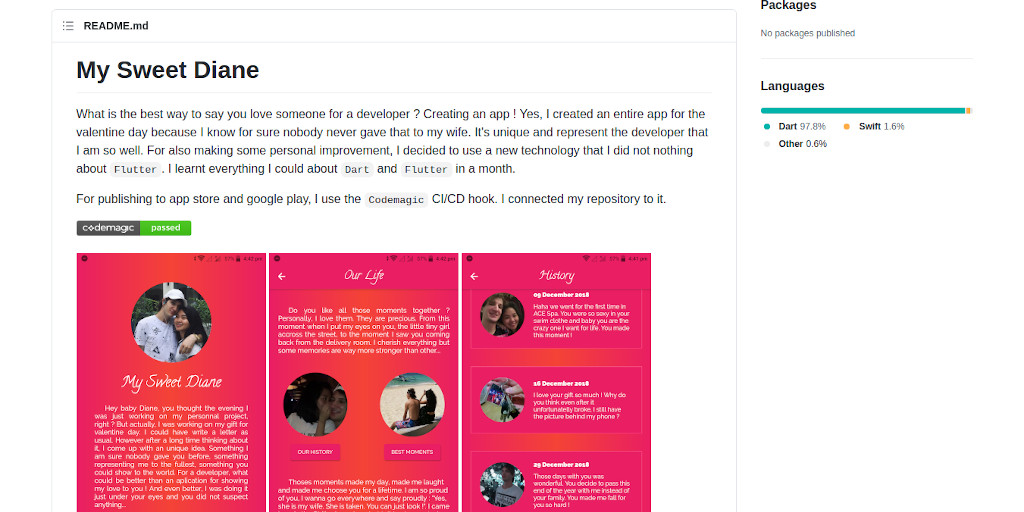 README.md
My Sweet Diane
What is the best way to say you love someone for a developer ? Creating an app ! Yes, I created an entire app for the
valentine day because I know for sure nobody never gave that to my wife. It's unique and represent the developer that
I am so well. For also making some personal improvement, I decided to use a new technology that I did not nothing
about Flutter . I learnt everything I could about Dart and Flutter in a month.
For publishing to app store and google play, I use the Codemagic CI/CD hook. I connected my repository to it.
codemagic passed
57% 4:42 pm
My Sweet Diane
Hey baby Diane, you thought the evening I
was just working on my personnal project,
right ? But actually, I was working on my gift for
valentine day. I could have write a letter as
usual. However after a long time thinking about
it, I come up with an unique idea. Something I
am sure nobody gave you before, something
representing me to the fullest, something you
could show to the world. For a developer, what
could be better than an aplication for showing
my love to you ! And even better, I was doing it
just under your eyes and you did not suspect
anything...
57% 4:42 pm
Our Life
Do you like all those moments together ?
Personally, I love them. They are precious. From this
moment when I put my eyes on you, the little tiny girl
accross the street, to the moment I saw you coming
back from the delivery room. I cherish everything but
some memories are way more stronger than other...
OUR HISTORY
BEST MOMENTS
Thoses moments made my day, made me laught
and made me choose you for a lifetime. I am so proud
of you, I wanna go everywhere and say proudly : "Yes,
she is my wife. She is taken. You can just look !". I came
57% 4:41 pm
History
09 December 2018
Haha we went for the first time in
ACE Spa. You were so sexy in your
swim clothe and baby you are the
crazy one I want for life. You made
this moment !
16 December 2018
I love your gift so much ! Why do
you think even after it
unfortunatelly broke, I still have
the picture behind my phone ?
29 December 2018
Those days with you was
wonderful. You decide to pass this
end of the year with me instead of
your family. You made me fall for
you so hard !
Packages
No packages published
Languages
Dart 97.8%
Swift 1.6%
Other 0.6%